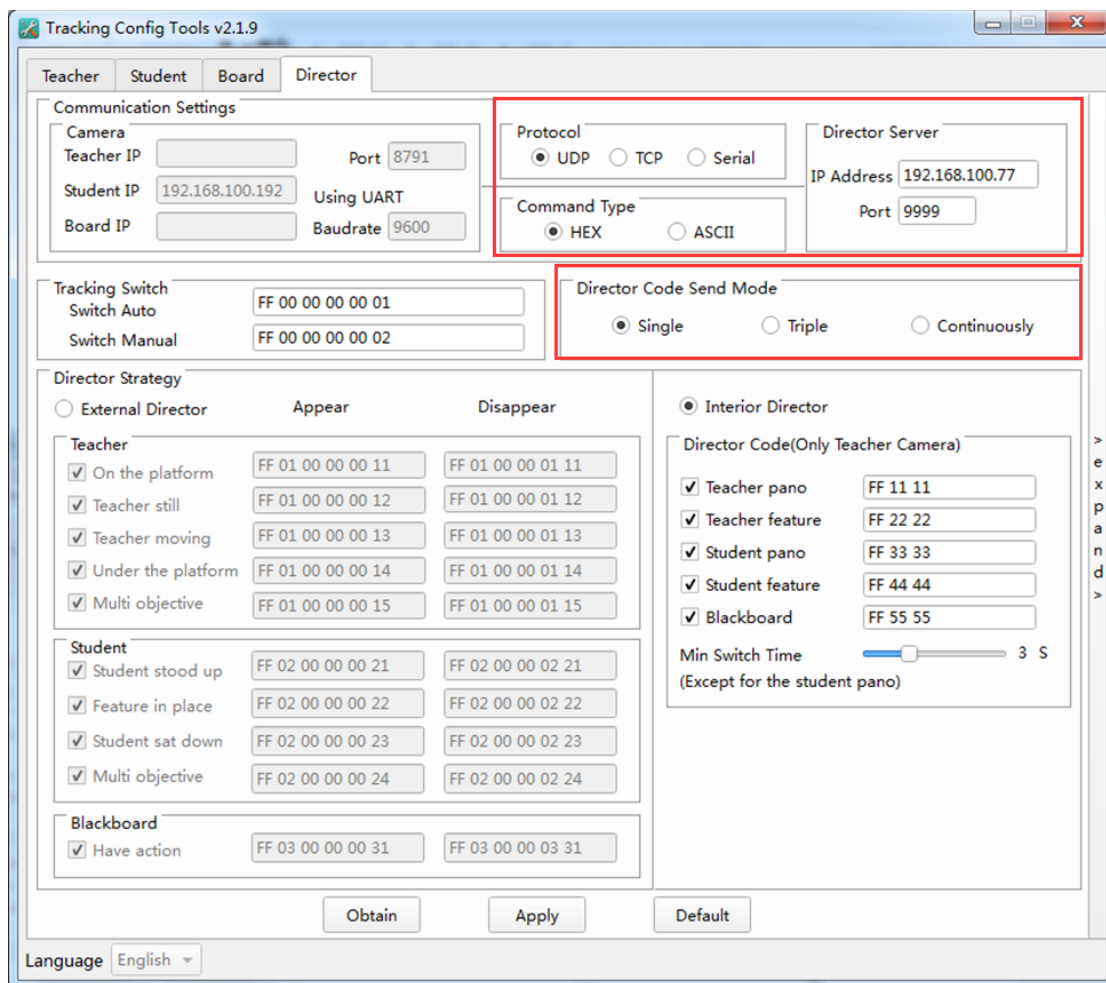 Tracking Config Tools v2.1.9
Teacher Student Board Director
Communication Settings
Camera
Teacher IP
Port 8791
Student IP 192.168.100.192
Using UART
Board IP
Baudrate 9600
Protocol
UDP TCP Serial
Command Type
HEX ASCII
Director Server
IP Address 192.168.100.77
Port 9999
Tracking Switch
Switch Auto FF 00 00 00 00 01
Switch Manual FF 00 00 00 00 02
Director Code Send Mode
Single Triple Continuously
Director Strategy
External Director Appear Disappear
Teacher
On the platform FF 01 00 00 00 11 FF 01 00 00 01 11
Teacher still FF 01 00 00 00 12 FF 01 00 00 01 12
Teacher moving FF 01 00 00 00 13 FF 01 00 00 01 13
Under the platform FF 01 00 00 00 14 FF 01 00 00 01 14
Multi objective FF 01 00 00 00 15 FF 01 00 00 01 15
Student
Student stood up FF 02 00 00 00 21 FF 02 00 00 02 21
Feature in place FF 02 00 00 00 22 FF 02 00 00 02 22
Student sat down FF 02 00 00 00 23 FF 02 00 00 02 23
Multi objective FF 02 00 00 00 24 FF 02 00 00 02 24
Blackboard
Have action FF 03 00 00 00 31 FF 03 00 00 03 31
Interior Director
Director Code(Only Teacher Camera)
Teacher pano FF 11 11
Teacher feature FF 22 22
Student pano FF 33 33
Student feature FF 44 44
Blackboard FF 55 55
Min Switch Time 3 S
(Except for the student pano)
> expand >
Obtain Apply Default
Language English